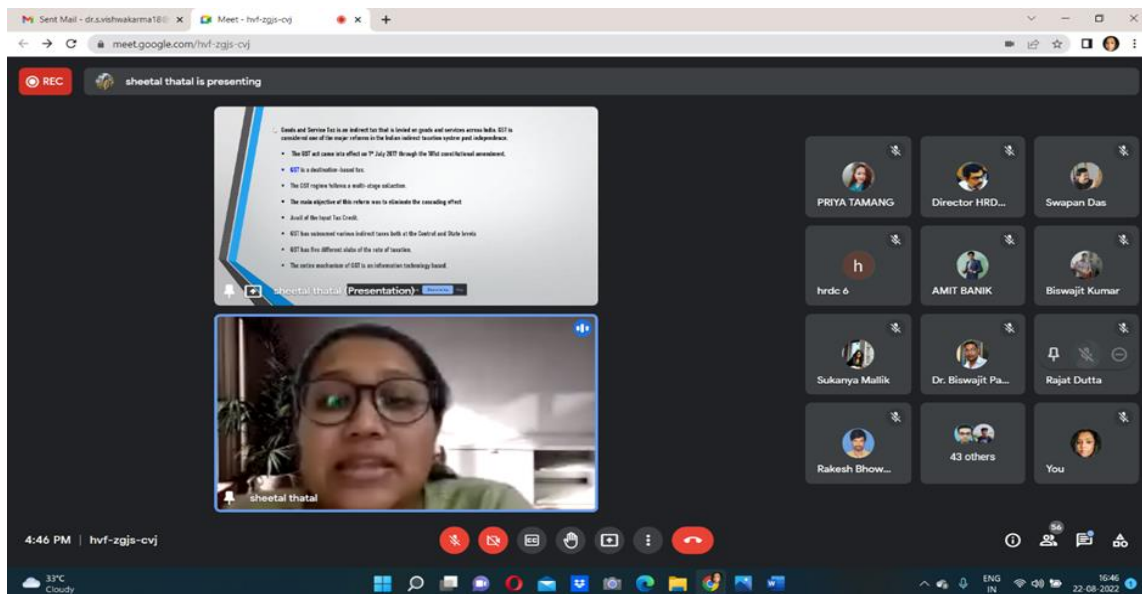 Sent Mail - dr.s.vishwakarma18@
Meet - hvf-zgjs-cvj
meet.google.com/hvf-zgjs-cvj
REC
sheetal thatal is presenting
Goods and Service Tax is an indirect tax that is levied on goods and services across India. GST is
considered one of the major reforms in the Indian indirect taxation system post independence.
• The GST act came into effect on 1st July 2017 through the 101st constitutional amendment.
• GST is a destination-based tax.
• The GST regime follows a multi-stage collection.
• The main objective of this reform was to eliminate the cascading effect
• Avail of the Input Tax Credit.
• GST has subsumed various indirect taxes both at the Central and State levels
• GST has five different slabs of the rate of taxation.
• The entire mechanism of GST is an information technology based.
sheetal thatal (Presentation)
sheetal thatal
PRIYA TAMANG
Director HRD...
Swapan Das
h
hrdc 6
AMIT BANIK
Biswajit Kumar
Sukanya Mallik
Dr. Biswajit Pa...
Rajat Dutta
Rakesh Bhow...
43 others
You
4:46 PM | hvf-zgjs-cvj
CC
56
33°C
Cloudy
ENG
IN
16:46
22-08-2022
1